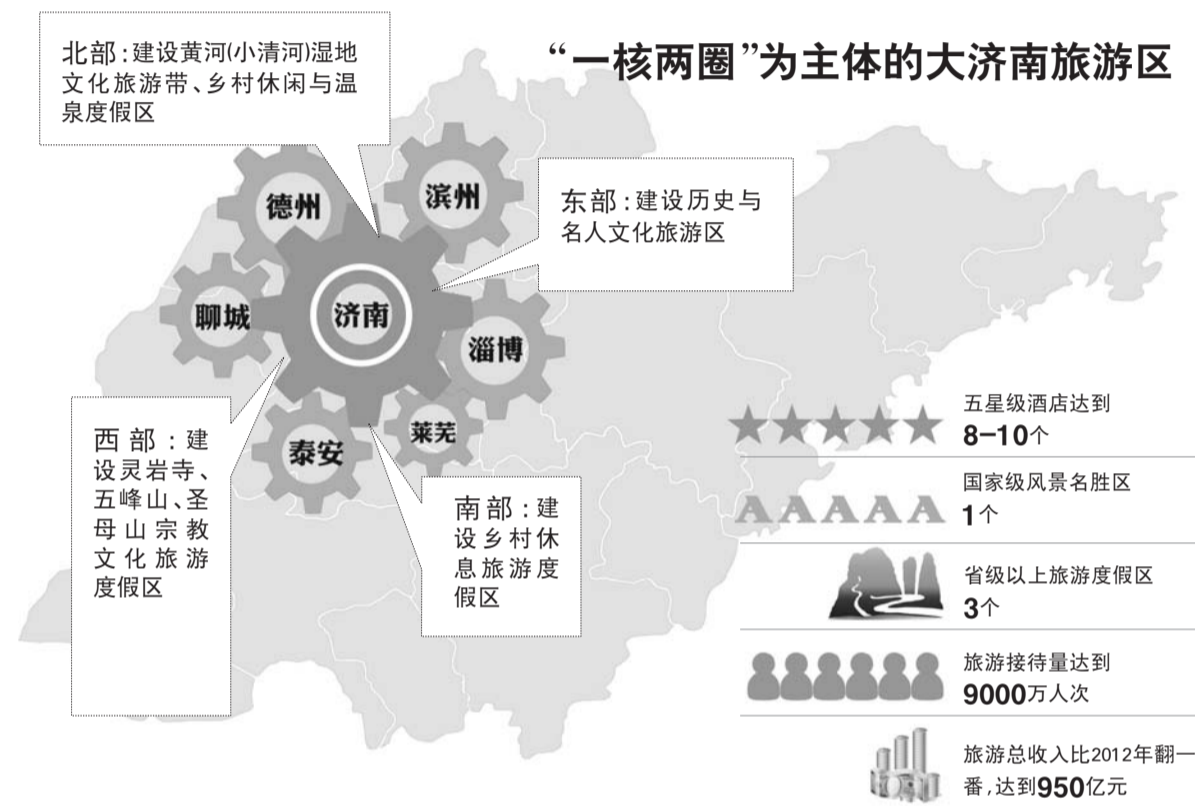 “一核两圈”为主体的大济南旅游区
北部：建设黄河(小清河)湿地
文化旅游带、乡村休闲与温
泉度假区
东部：建设历史与
名人文化旅游区
德州
滨州
聊城
济南
淄博
泰安
莱芜
西部：建
设灵岩寺、
五峰山、圣
母山宗教
文化旅游
度假区
南部：建
设乡村休
息旅游度
假区
五星级酒店达到
8-10个
AAAAA
国家级风景名胜区
1个
省级以上旅游度假区
3个
旅游接待量达到
9000万人次
旅游总收入比2012年翻一
番,达到950亿元